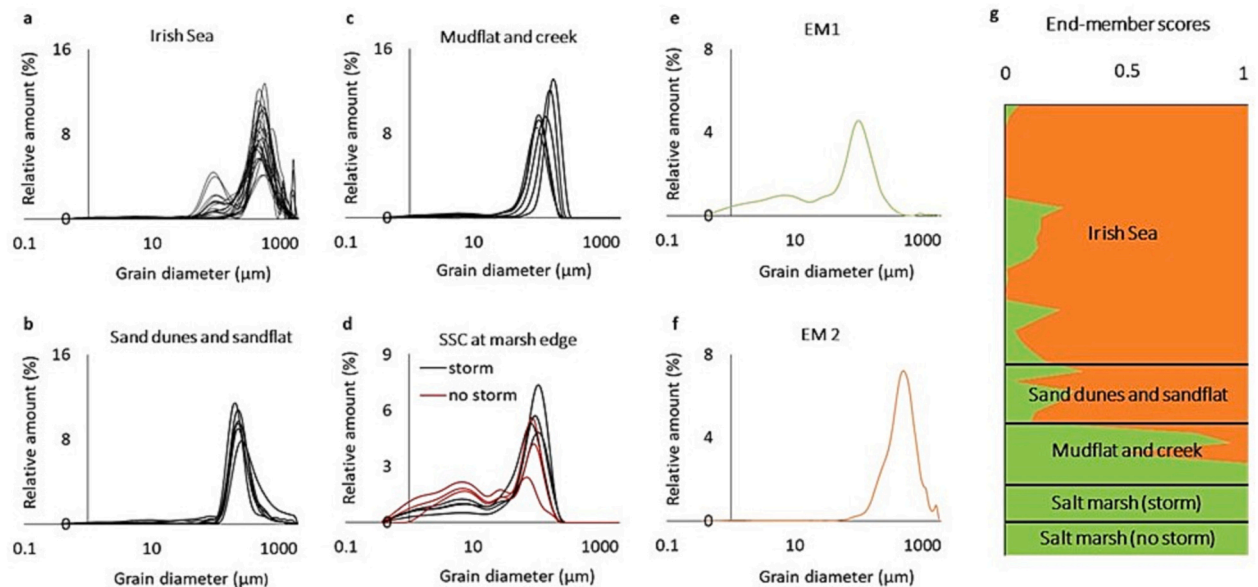 a
Irish Sea
16
8
0
Relative amount (%)
0.1 10 1000
Grain diameter (µm)
b
Sand dunes and sandflat
16
8
0
Relative amount (%)
0.1 10 1000
Grain diameter (µm)
c
Mudflat and creek
16
8
0
Relative amount (%)
0.1 10 1000
Grain diameter (µm)
d
SSC at marsh edge
9
6
3
0
storm
no storm
Relative amount (%)
0.1 10 1000
Grain diameter (µm)
e
EM1
8
4
0
Relative amount (%)
0.1 10 1000
Grain diameter (µm)
f
EM 2
8
4
0
Relative amount (%)
0.1 10 1000
Grain diameter (µm)
g
End-member scores
0 0.5 1
Irish Sea
Sand dunes and sandflat
Mudflat and creek
Salt marsh (storm)
Salt marsh (no storm)